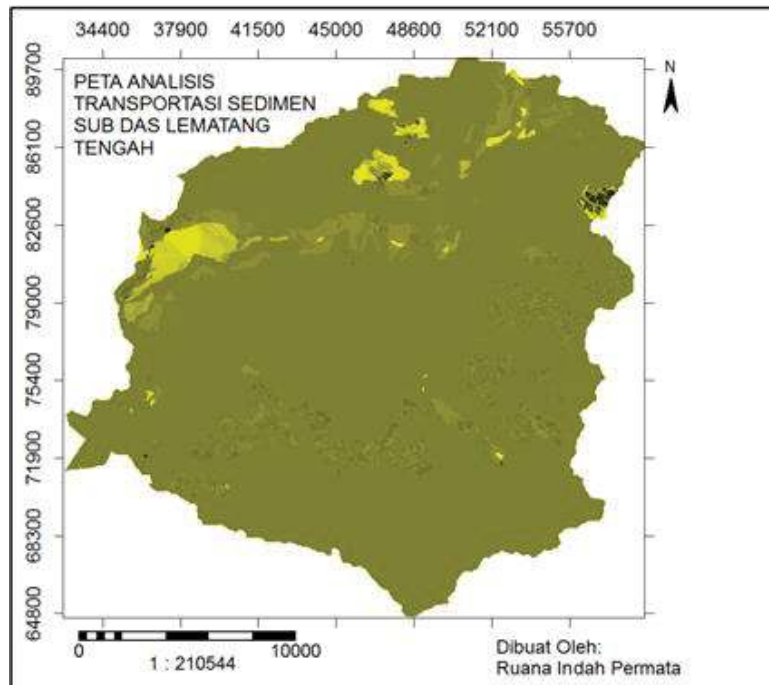 34400 37900 41500 45000 48600 52100 55700
PETA ANALISIS
TRANSPORTASI SEDIMEN
SUB DAS LEMATANG
TENGAH
N
89700
86100
82600
79000
75400
71900
68300
64800
0 10000
1 : 210544
Dibuat Oleh:
Ruana Indah Permata